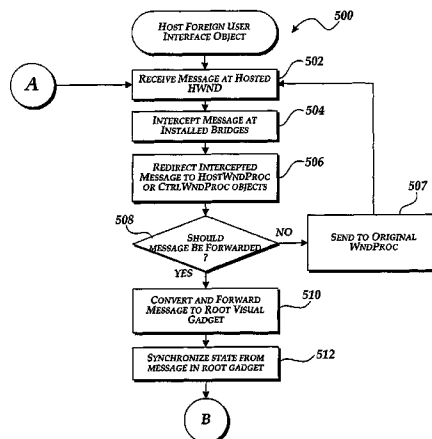 HOST FOREIGN USER
INTERFACE OBJECT
500
A
RECEIVE MESSAGE AT HOSTED
HWND
502
INTERCEPT MESSAGE AT
INSTALLED BRIDGES
504
REDIRECT INTERCEPTED
MESSAGE TO HOSTWNDPROC
OR CTRLWNDPROC OBJECTS
506
508
SHOULD
MESSAGE BE FORWARDED
?
NO
507
SEND TO ORIGINAL
WNDPROC
YES
CONVERT AND FORWARD
MESSAGE TO ROOT VISUAL
GADGET
510
SYNCHRONIZE STATE FROM
MESSAGE IN ROOT GADGET
512
B